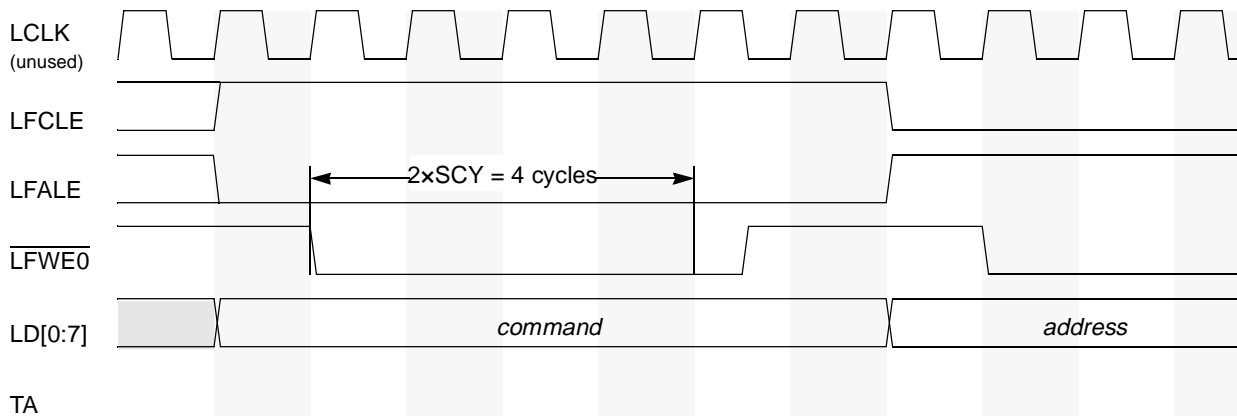 LCLK
(unused)
LFCLE
LFALE
2×SCY = 4 cycles
LFWE0
LD[0:7]
command
address
TA